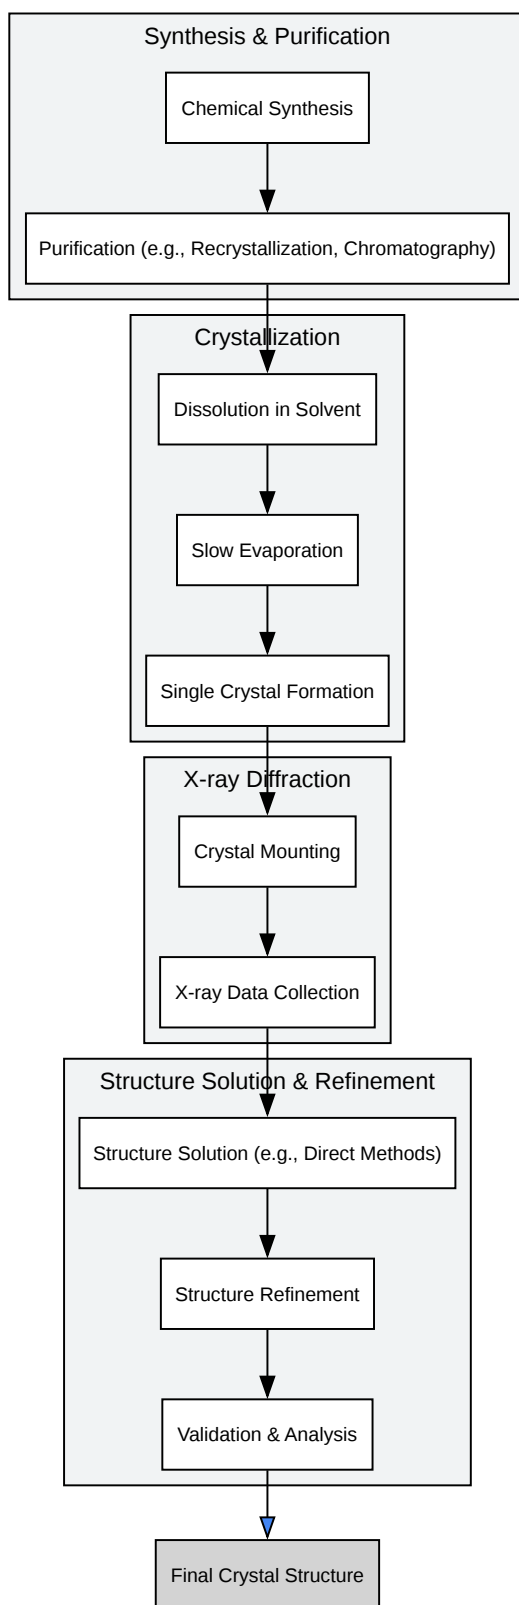 Synthesis & Purification
Chemical Synthesis
Purification (e.g., Recrystallization, Chromatography)
Crystallization
Dissolution in Solvent
Slow Evaporation
Single Crystal Formation
X-ray Diffraction
Crystal Mounting
X-ray Data Collection
Structure Solution & Refinement
Structure Solution (e.g., Direct Methods)
Structure Refinement
Validation & Analysis
Final Crystal Structure